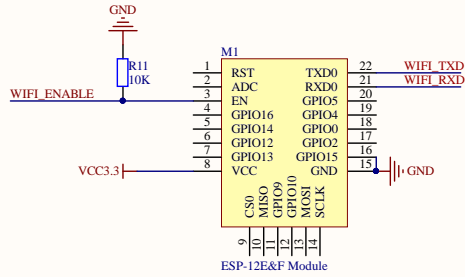 GND
M1
R11
10K
WIFI_ENABLE
1 RST TXD0 22 WIFI_TXD
2 ADC RXD0 21 WIFI_RXD
3 EN GPIO5 20
4 GPIO16 GPIO4 19
5 GPIO14 GPIO0 18
6 GPIO12 GPIO2 17
7 GPIO13 GPIO15 16
VCC3.3 8 VCC GND 15 GND
CS0 MISO GPIO9 GPIO10 MOSI SCLK
9 10 11 12 13 14
ESP-12E&F Module